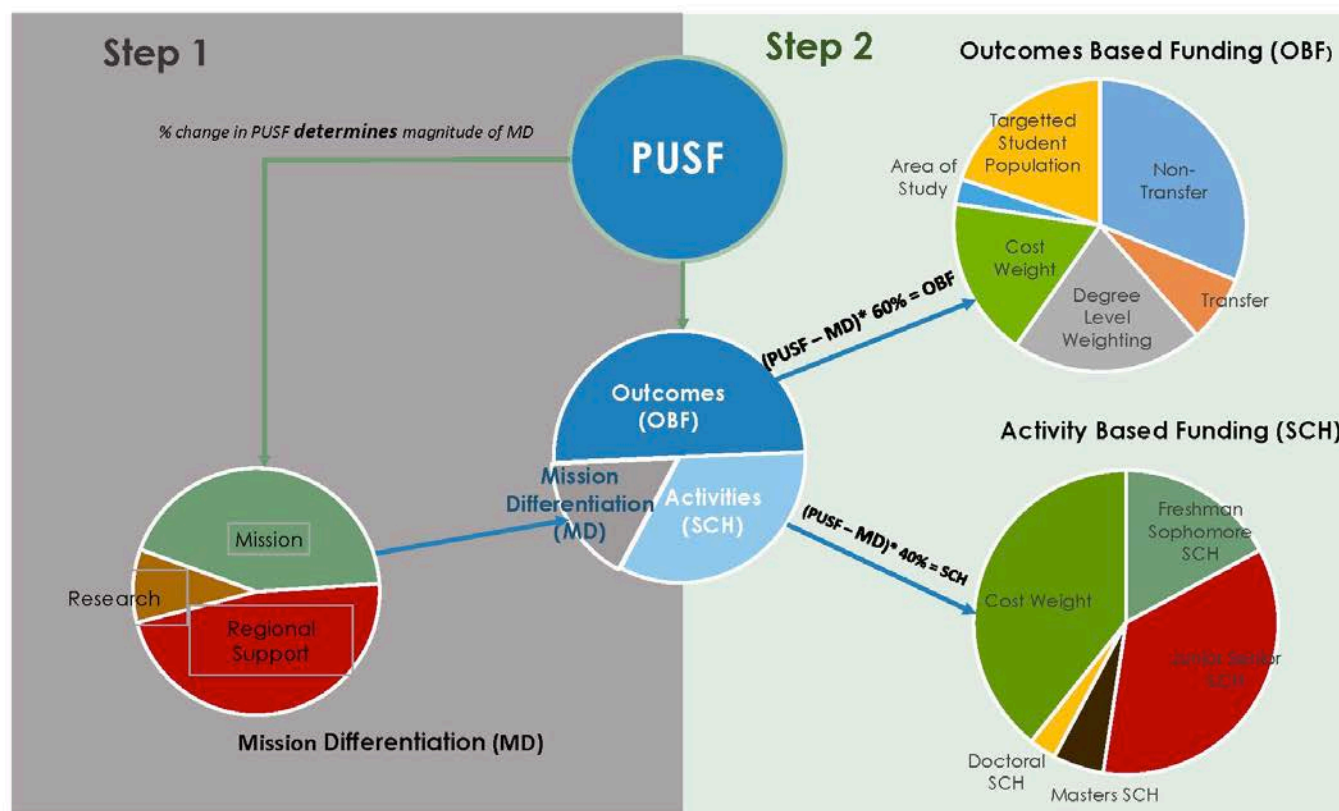 Step 1
% change in PUSF determines magnitude of MD
PUSF
Mission
Research
Regional
Support
Mission Differentiation (MD)
Outcomes
(OBF)
Mission
Differentiation
(MD)
Activities
(SCH)
Step 2
Outcomes Based Funding (OBF)
Targetted
Student
Population
Area of
Study
Non-
Transfer
Cost
Weight
Degree
Level
Weighting
Transfer
(PUSF – MD)* 60% = OBF
Activity Based Funding (SCH)
(PUSF – MD)* 40% = SCH
Freshman
Sophomore
SCH
Cost Weight
Junior Senior
SCH
Doctoral
SCH
Masters SCH